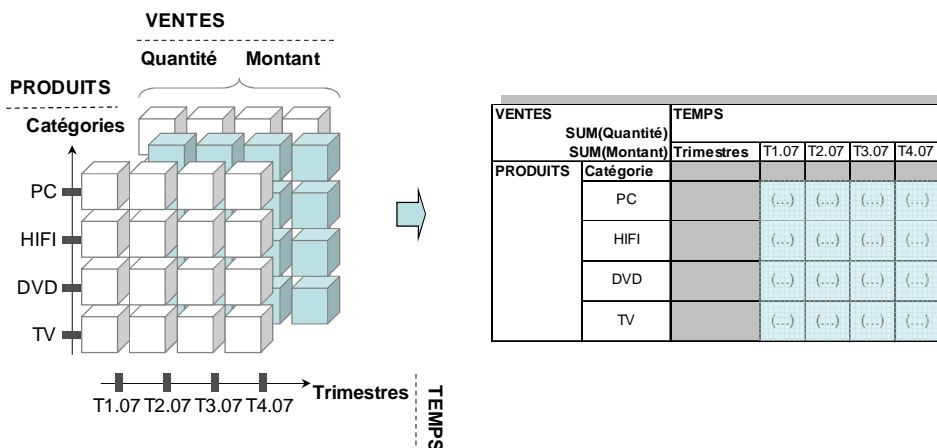 VENTES
Quantité Montant
PRODUITS
Catégories
PC
HIFI
DVD
TV
T1.07 T2.07 T3.07 T4.07
Trimestres
TEMPS
VENTES TEMPS
SUM(Quantité)
SUM(Montant) Trimestres T1.07 T2.07 T3.07 T4.07
PRODUITS Catégorie
PC (...) (...) (...) (...)
HIFI (...) (...) (...) (...)
DVD (...) (...) (...) (...)
TV (...) (...) (...) (...)